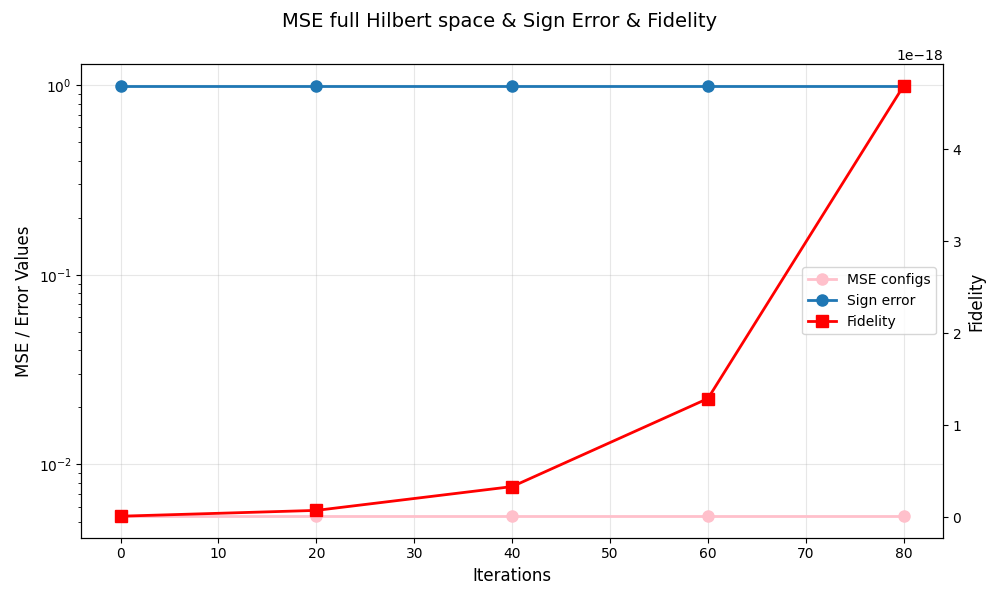 MSE full Hilbert space & Sign Error & Fidelity
1e−18
10⁰
10⁻¹
10⁻²
MSE / Error Values
4
3
2
1
0
Fidelity
MSE configs
Sign error
Fidelity
0 10 20 30 40 50 60 70 80
Iterations